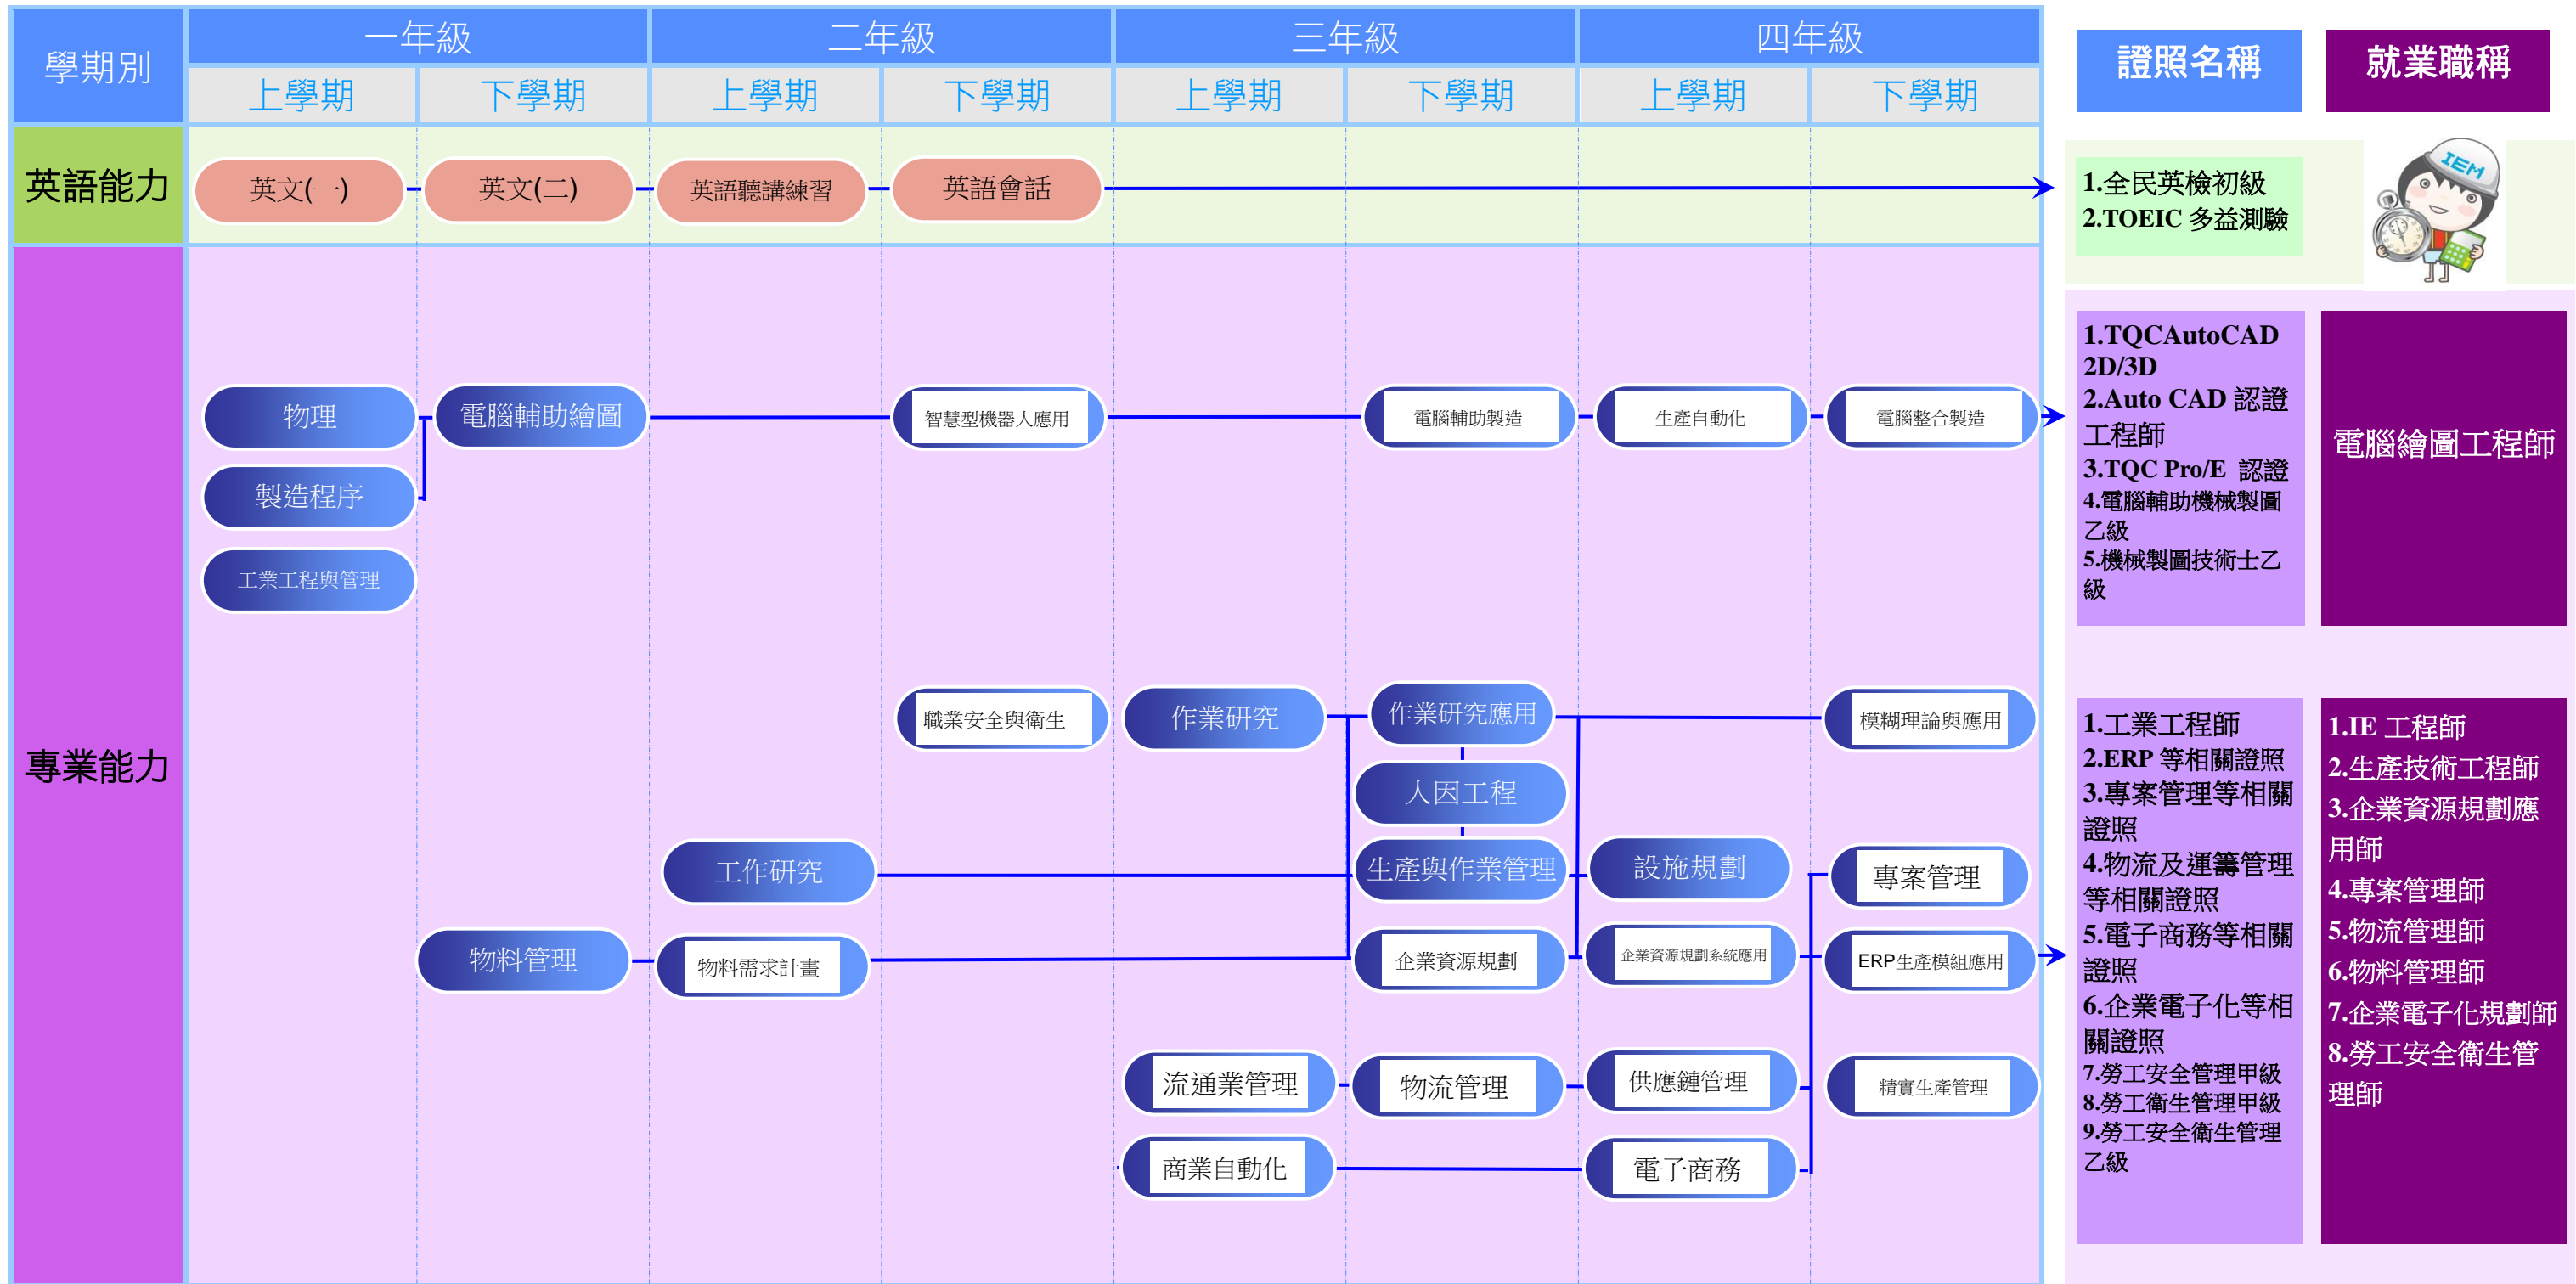 學期別
一年級
二年級
三年級
四年級
證照名稱
就業職稱
上學期
下學期
上學期
下學期
上學期
下學期
上學期
下學期
英語能力
英文(一)
英文(二)
英語聽講練習
英語會話
1.全民英檢初級
2.TOEIC 多益測驗
IEM
專業能力
物理
電腦輔助繪圖
智慧型機器人應用
電腦輔助製造
生產自動化
電腦整合製造
製造程序
工業工程與管理
1.TQCAutoCAD
2D/3D
2.Auto CAD 認證
工程師
3.TQC Pro/E 認證
4.電腦輔助機械製圖
乙級
5.機械製圖技術士乙
級
電腦繪圖工程師
職業安全與衛生
作業研究
作業研究應用
模糊理論與應用
人因工程
工作研究
生產與作業管理
設施規劃
專案管理
物料管理
物料需求計畫
企業資源規劃
企業資源規劃系統應用
ERP生產模組應用
流通業管理
物流管理
供應鏈管理
精實生產管理
商業自動化
電子商務
1.工業工程師
2.ERP 等相關證照
3.專案管理等相關
證照
4.物流及運籌管理
等相關證照
5.電子商務等相關
證照
6.企業電子化等相
關證照
7.勞工安全管理甲級
8.勞工衛生管理甲級
9.勞工安全衛生管理
乙級
1.IE 工程師
2.生產技術工程師
3.企業資源規劃應
用師
4.專案管理師
5.物流管理師
6.物料管理師
7.企業電子化規劃師
8.勞工安全衛生管
理師